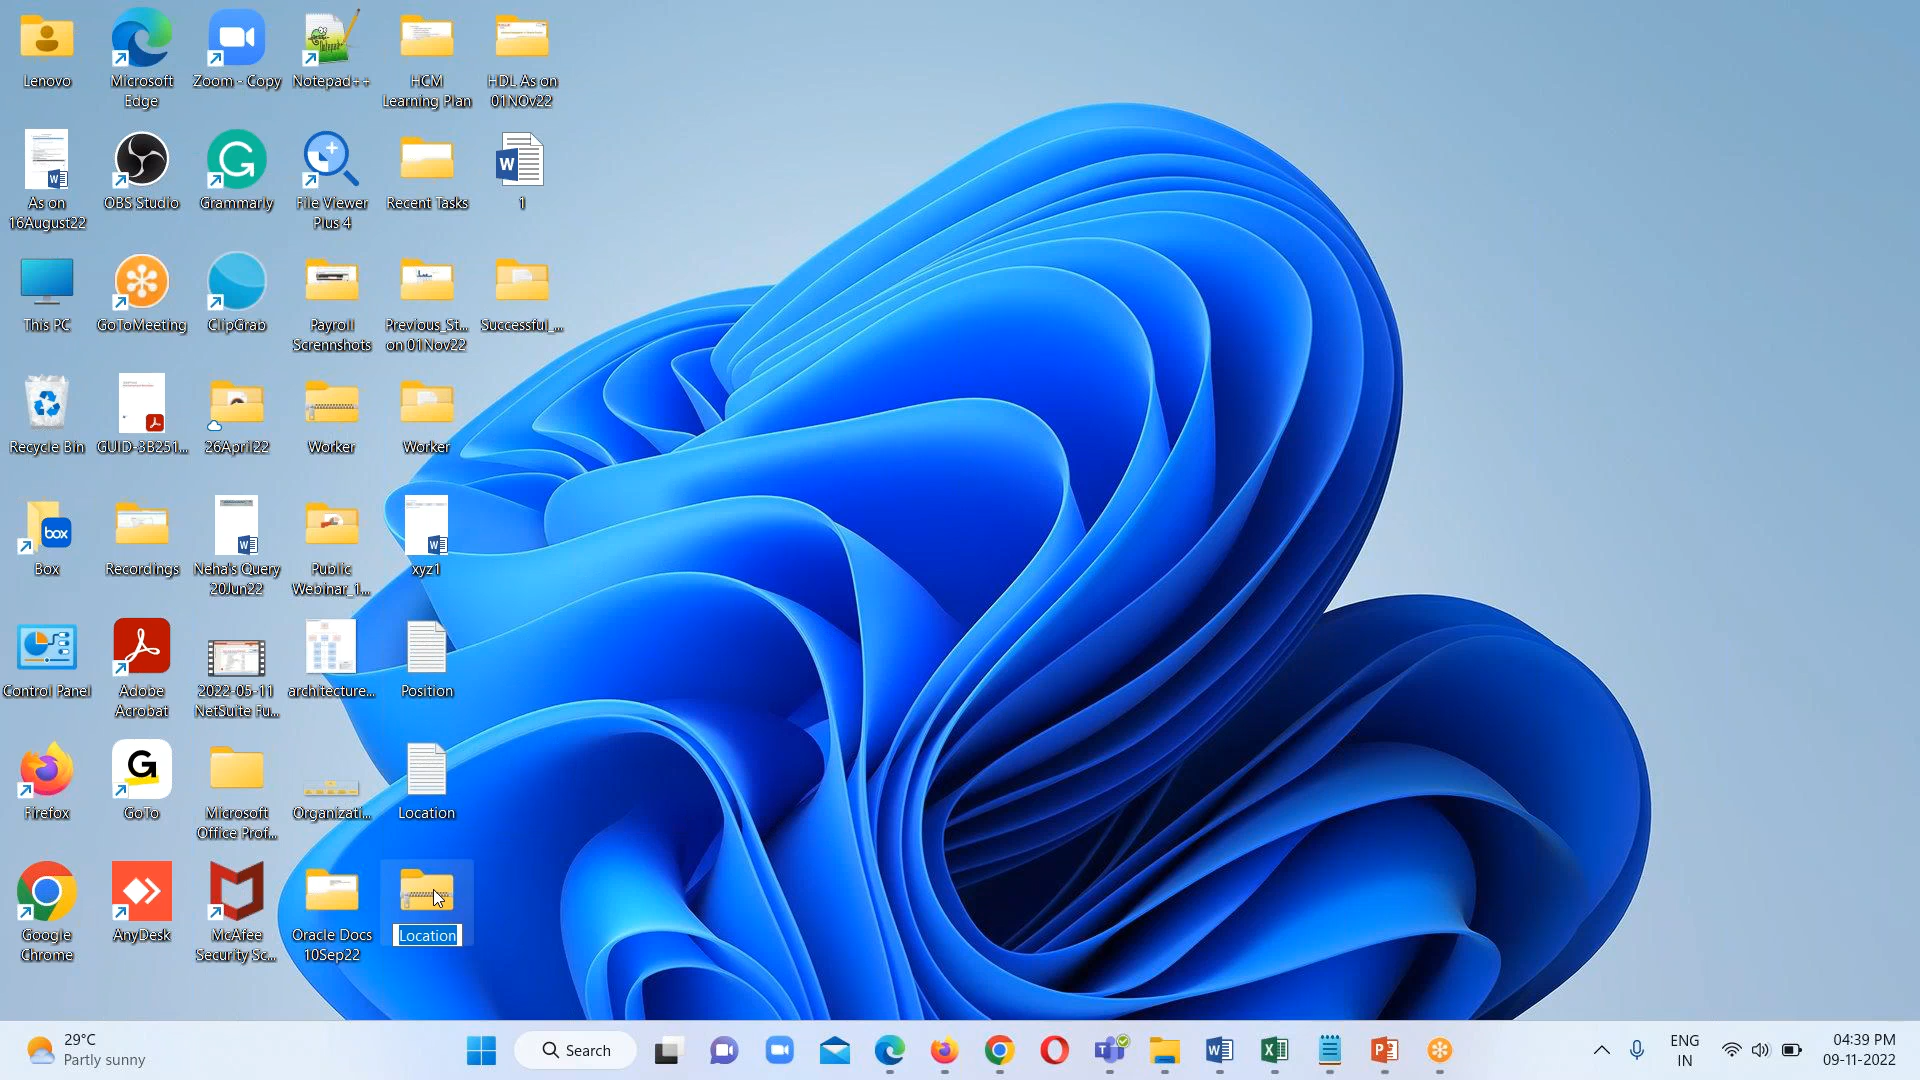 Lenovo
Microsoft
Edge
Zoom - Copy
Notepad++
HCM
Learning Plan
HDL As on
01NOv22
As on
16August22
OBS Studio
Grammarly
File Viewer
Plus 4
Recent Tasks
1
This PC
GoToMeeting
ClipGrab
Payroll
Scrennshots
Previous_St...
on 01Nov22
Successful_...
Recycle Bin
GUID-3B251...
26April22
Worker
Worker
box
Box
Recordings
Neha's Query
20Jun22
Public
Webinar_1...
xyz1
Control Panel
Adobe
Acrobat
2022-05-11
NetSuite Fu...
architecture...
Position
Firefox
GoTo
Microsoft
Office Prof...
Organizati...
Location
Google
Chrome
AnyDesk
McAfee
Security Sc...
Oracle Docs
10Sep22
Location
29°C
Partly sunny
Search
ENG
IN
04:39 PM
09-11-2022